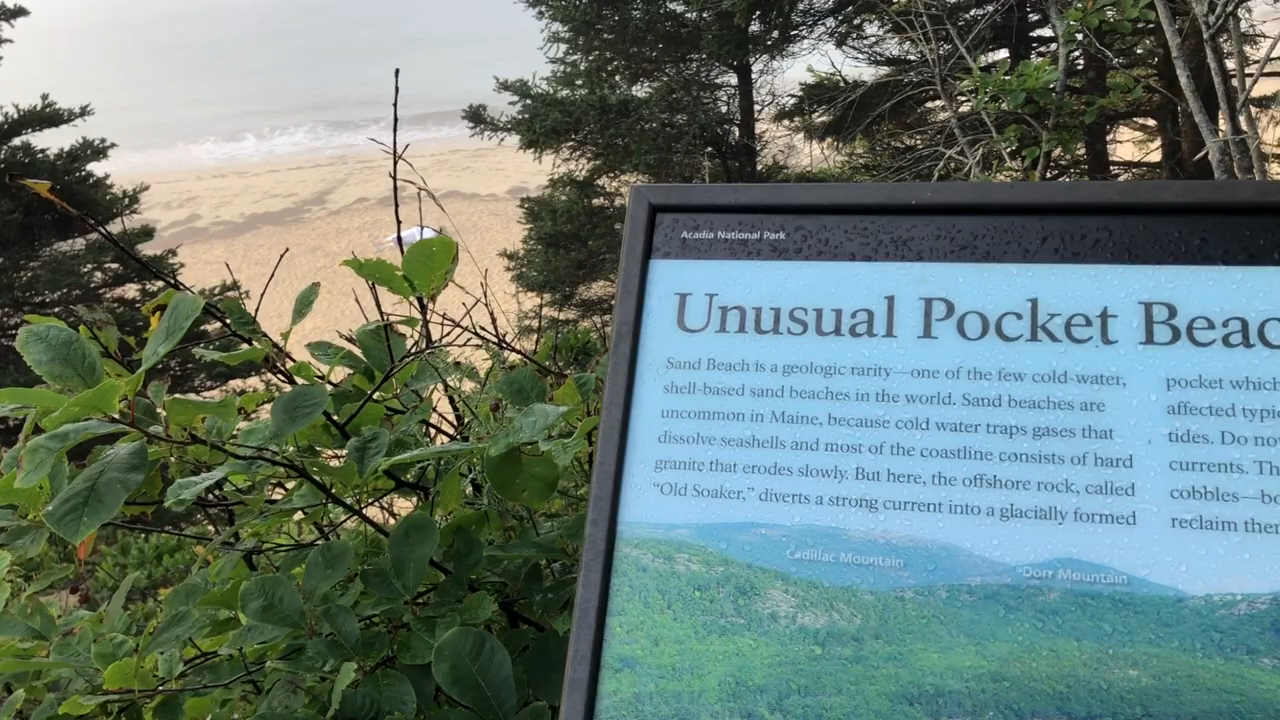 Acadia National Park
Unusual Pocket Beac
Sand Beach is a geologic rarity—one of the few cold-water,
shell-based sand beaches in the world. Sand beaches are
uncommon in Maine, because cold water traps gases that
dissolve seashells and most of the coastline consists of hard
granite that erodes slowly. But here, the offshore rock, called
“Old Soaker,” diverts a strong current into a glacially formed
pocket which
affected typi
tides. Do no
currents. Th
cobbles—bo
reclaim ther
Cadillac Mountain
Dorr Mountain